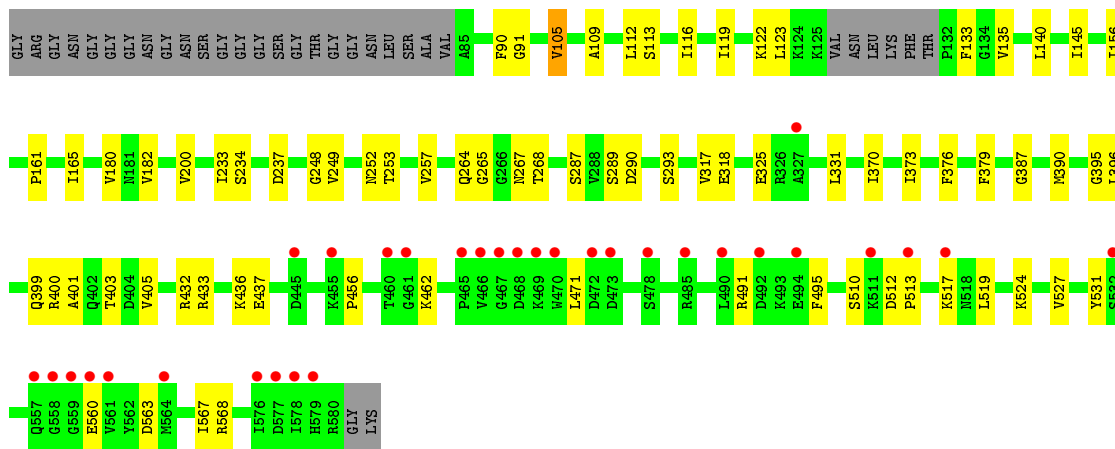 GLY ARG GLY ASN GLY GLY GLY ASN GLY ALA VAL ASN SER GLY GLY GLY SER GLY THR GLY GLY ASN LEU SER ALA VAL A85 F90 G91 V105 A109 L112 S113 I116 I119 K122 L123 K124 K125 VAL ASN LEU LYS PHE THR P132 F133 G134 V135 L140 I145 I156
P161 I165 V180 N181 V182 V200 I233 S234 D237 G248 V249 N252 T253 V257 Q264 G265 G266 N267 T268 S287 V288 S289 D290 S293 V317 E318 E325 R326 A327 L331 I370 I373 F376 F379 G387 M390 G395
Q399 R400 A401 Q402 T403 D404 V405 R432 R433 K436 E437 D445 K455 P456 T460 G461 K462 P465 V466 G467 D468 K469 W470 L471 D472 D473 S478 R485 L490 R491 D492 K493 E494 F495 S510 K511 D512 P513 K517 N518 L519 K524 V527 Y531
Q557 G558 G559 E560 V561 Y562 D563 M564 I567 R568 I576 D577 I578 H579 R580 GLY LYS